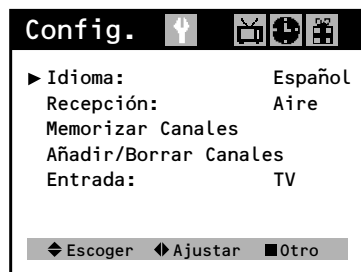 Config.
Idioma: Español
Recepción: Aire
Memorizar Canales
Añadir/Borrar Canales
Entrada: TV
Escoger Ajustar Otro